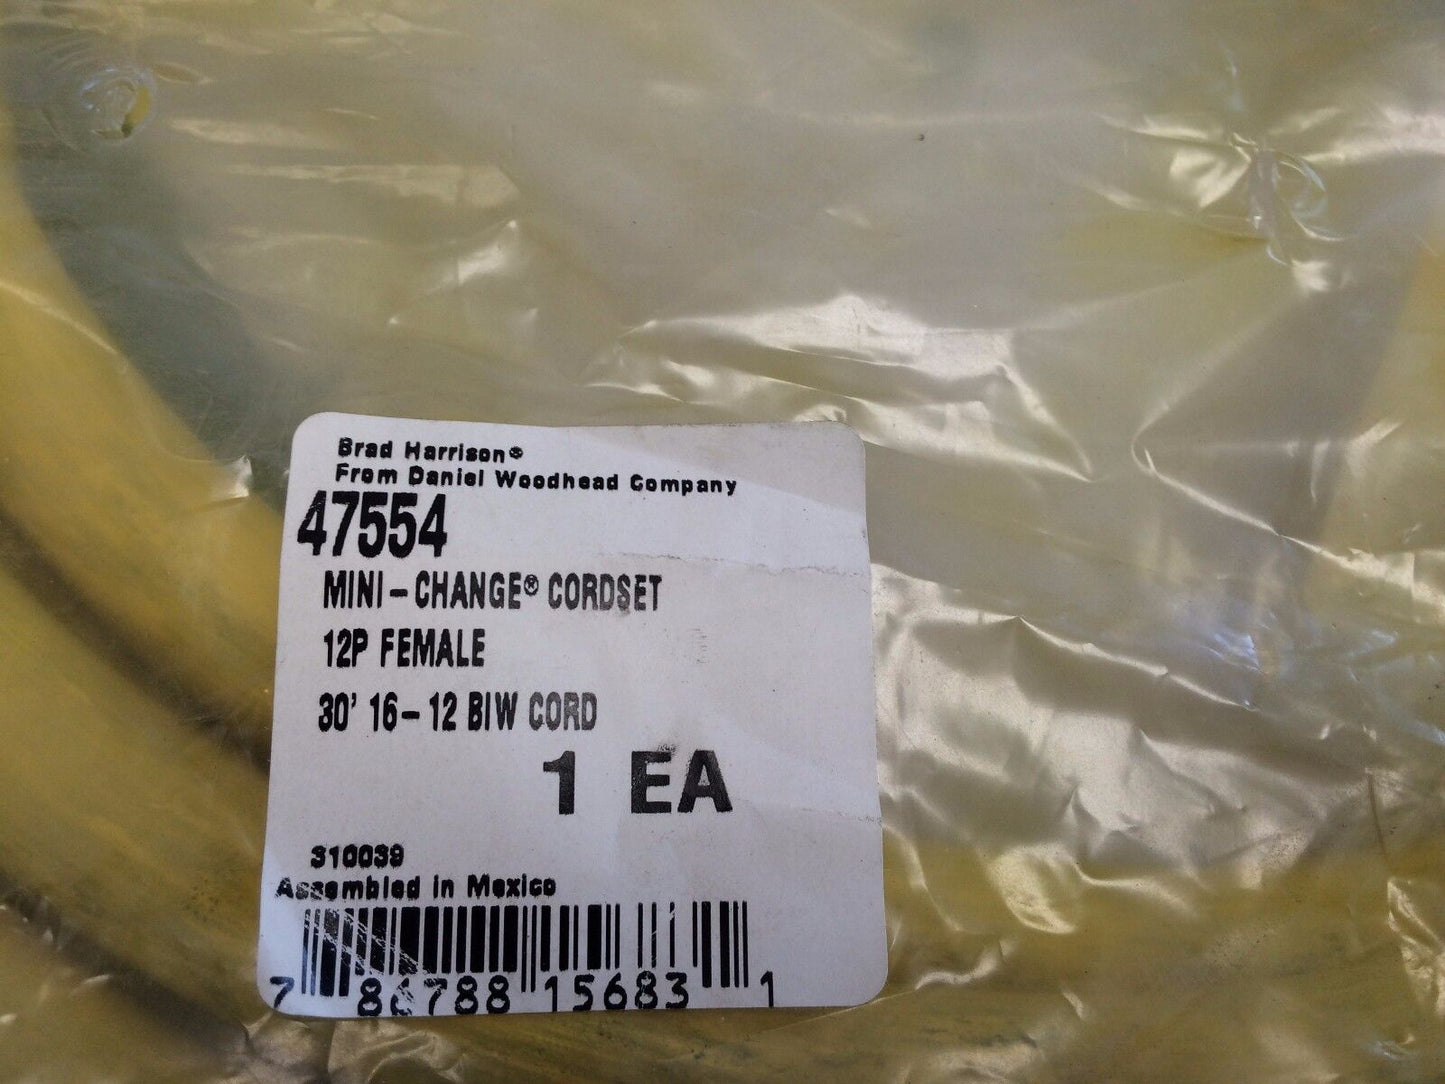 Brad Harrison®
From Daniel Woodhead Company
47554
MINI-CHANGE® CORDSET
12P FEMALE
30' 16-12 BIW CORD
1 EA
310039
Assembled in Mexico
7 86788 15683 1